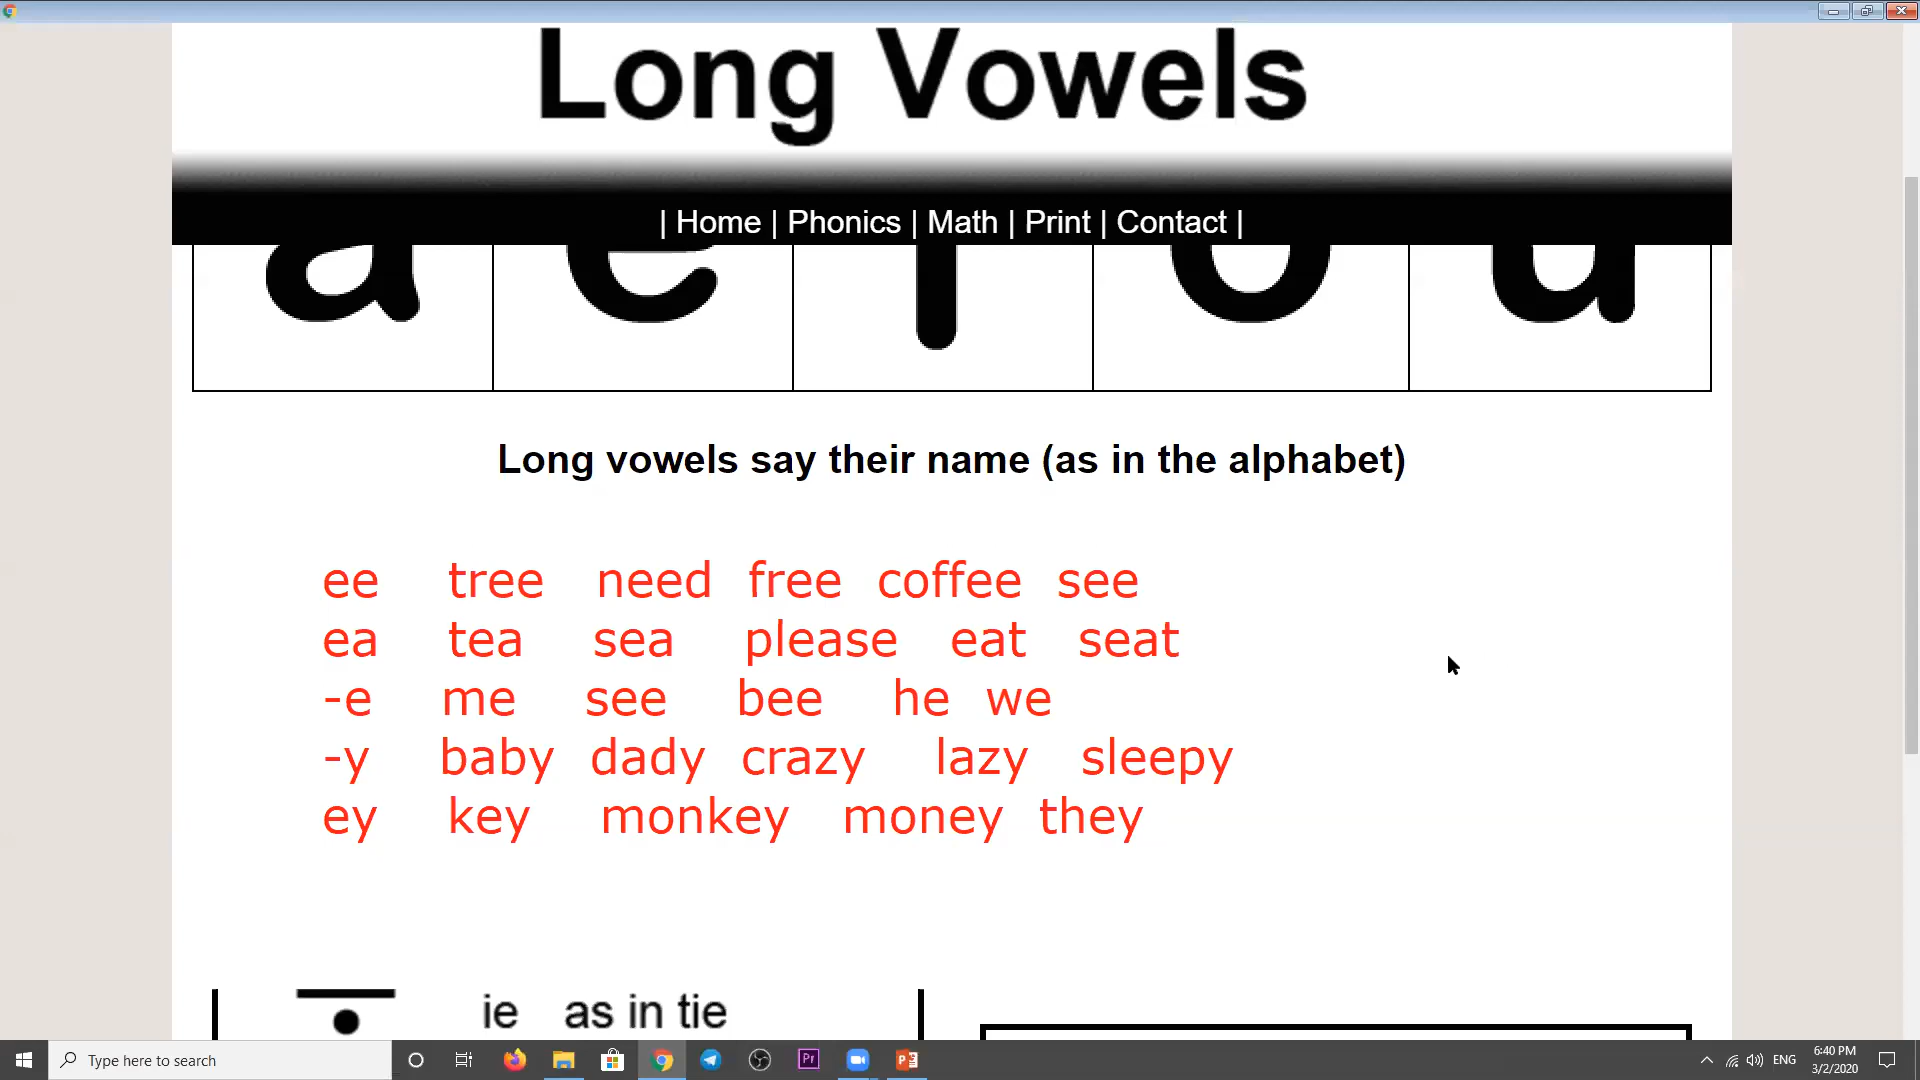 Long Vowels
| Home | Phonics | Math | Print | Contact |
a e i o u
Long vowels say their name (as in the alphabet)
ee tree need free coffee see
ea tea sea please eat seat
-e me see bee he we
-y baby dady crazy lazy sleepy
ey key monkey money they
ie as in tie
Type here to search
ENG
6:40 PM
3/2/2020